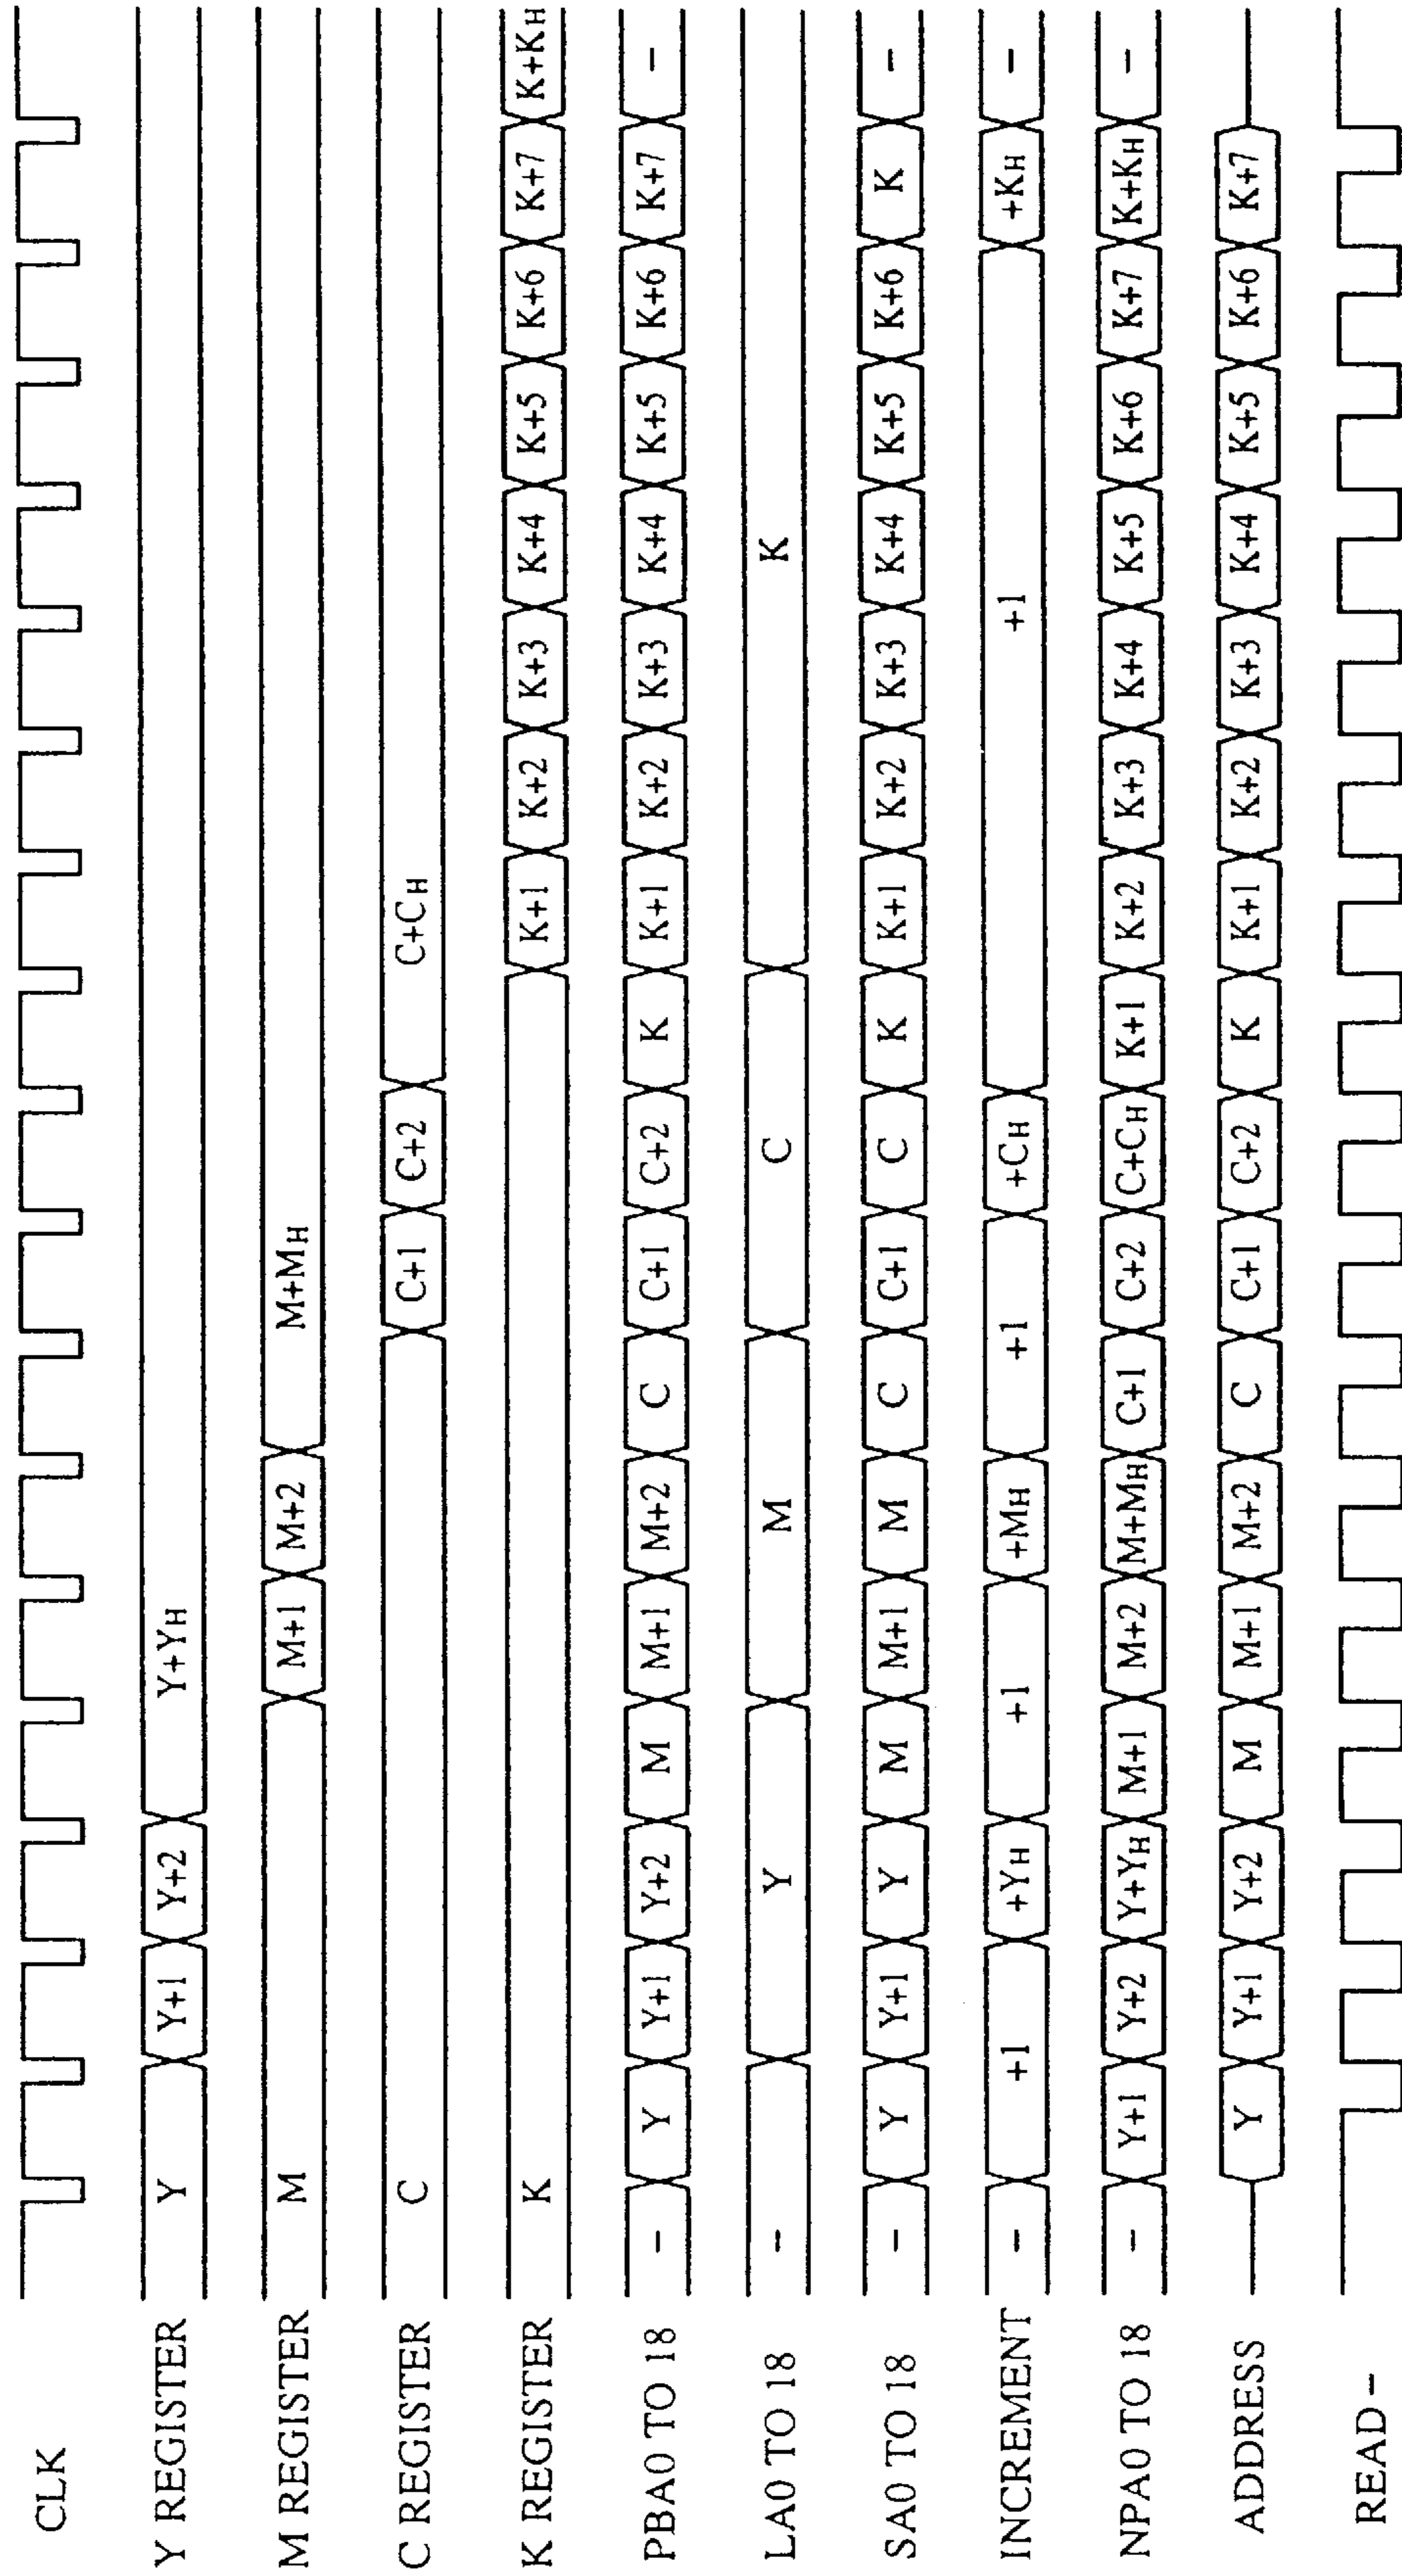 CLK
Y REGISTER Y Y+1 Y+2 Y+YH
M REGISTER M M+1 M+2 M+MH
C REGISTER C C+1 C+2 C+CH
K REGISTER K K+1 K+2 K+3 K+4 K+5 K+6 K+7 K+KH
PBA0 TO 18 – Y Y+1 Y+2 M M+1 M+2 C C+1 C+2 K K+1 K+2 K+3 K+4 K+5 K+6 K+7 –
LA0 TO 18 – Y M C K
SA0 TO 18 – Y Y+1 Y M M+1 M C C+1 C K K+1 K+2 K+3 K+4 K+5 K+6 K –
INCREMENT – +1 +YH +1 +MH +1 +CH +1 +KH –
NPA0 TO 18 – Y+1 Y+2 Y+YH M+1 M+2 M+MH C+1 C+2 C+CH K+1 K+2 K+3 K+4 K+5 K+6 K+7 K+KH –
ADDRESS Y Y+1 Y+2 M M+1 M+2 C C+1 C+2 K K+1 K+2 K+3 K+4 K+5 K+6 K+7
READ –